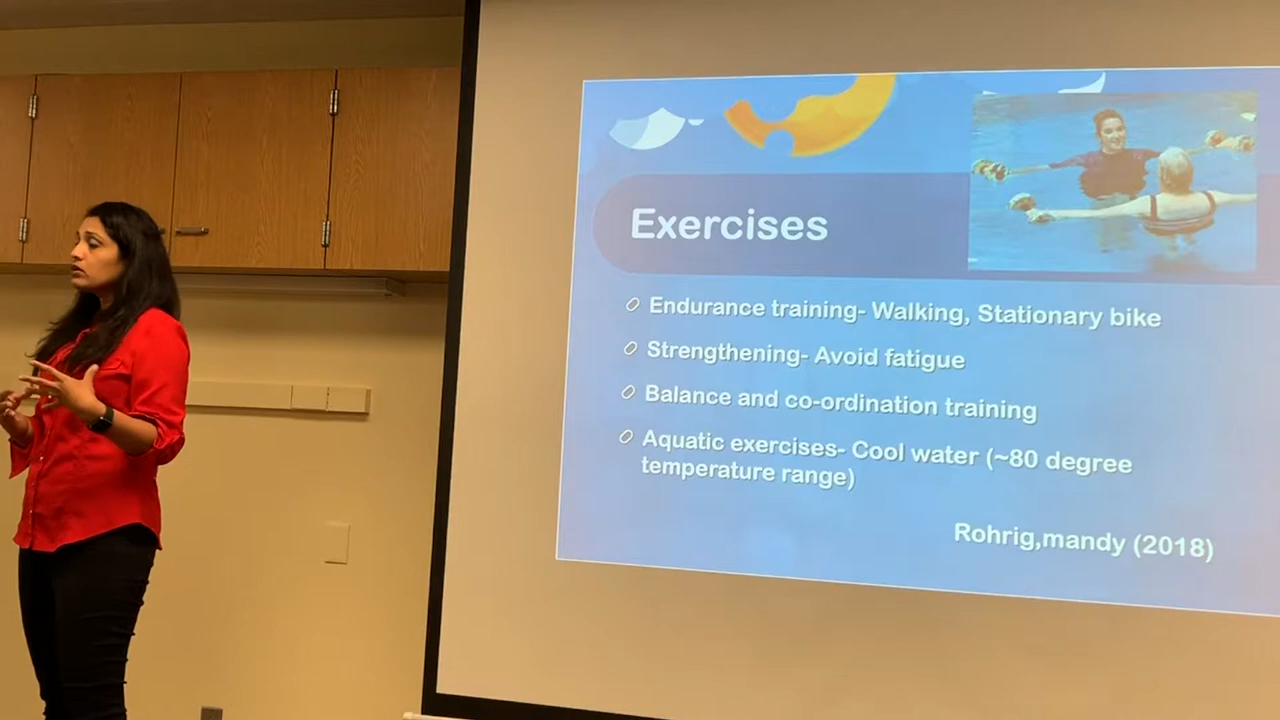 Exercises
Endurance training- Walking, Stationary bike
Strengthening- Avoid fatigue
Balance and co-ordination training
Aquatic exercises- Cool water (~80 degree
temperature range)
Rohrig,mandy (2018)